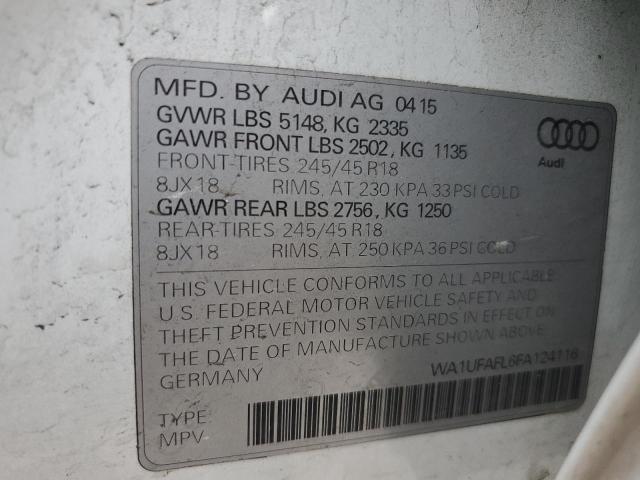 MFD. BY AUDI AG 04 15
GVWR LBS 5148, KG 2335
GAWR FRONT LBS 2502, KG 1135
FRONT-TIRES 245/45 R18
8JX18 RIMS, AT 230 KPA 33 PSI COLD
GAWR REAR LBS 2756, KG 1250
REAR-TIRES 245/45 R18
8JX18 RIMS, AT 250 KPA 36 PSI COLD
Audi
THIS VEHICLE CONFORMS TO ALL APPLICABLE
U.S. FEDERAL MOTOR VEHICLE SAFETY AND
THEFT PREVENTION STANDARDS IN EFFECT ON
THE DATE OF MANUFACTURE SHOWN ABOVE
GERMANY
WA1UFAFL6FA124116
TYPE
MPV